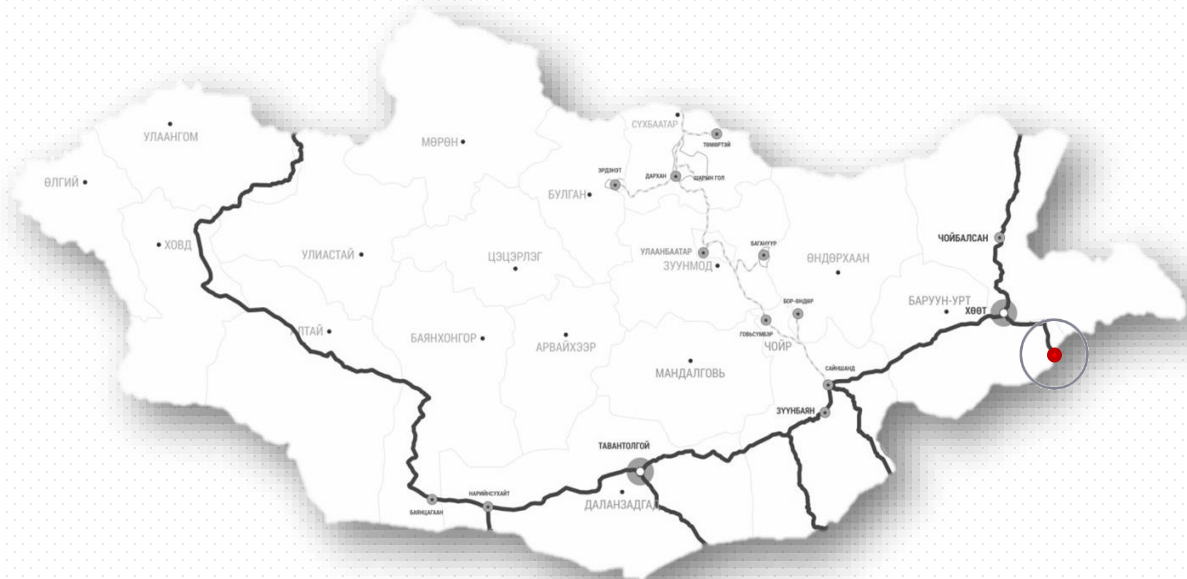 УЛААНГОМ
ӨЛГИЙ
ХОВД
МӨРӨН
УЛИАСТАЙ
ЦЭЦЭРЛЭГ
АЛТАЙ
БАЯНХОНГОР
АРВАЙХЭЭР
БУЛГАН
ЭРДЭНЭТ
СҮХБААТАР
ТӨМӨРТЭЙ
ДАРХАН
ШАРЫН ГОЛ
УЛААНБААТАР
ЗУУНМОД
БАГАНУУР
ӨНДӨРХААН
ЧОЙБАЛСАН
БАРУУН-УРТ
ХӨӨТ
БОР-ӨНДӨР
ГОВЬСҮМБЭР
ЧОЙР
МАНДАЛГОВЬ
САЙНШАНД
ЗҮҮНБАЯН
ТАВАНТОЛГОЙ
ДАЛАНЗАДГАД
НАРИЙНСУХАЙТ
БАЯНЦАГААН